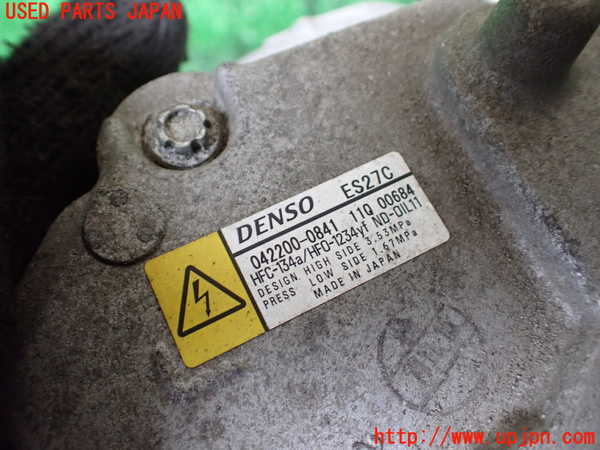 USED PARTS JAPAN
DENSO ES27C
042200-0841 11Q 00684
HFC-134a/HFO-1234yf ND-OIL11
DESIGN HIGH SIDE 3.53MPa
PRESS LOW SIDE 1.67MPa
MADE IN JAPAN
http://www.upjpn.com/